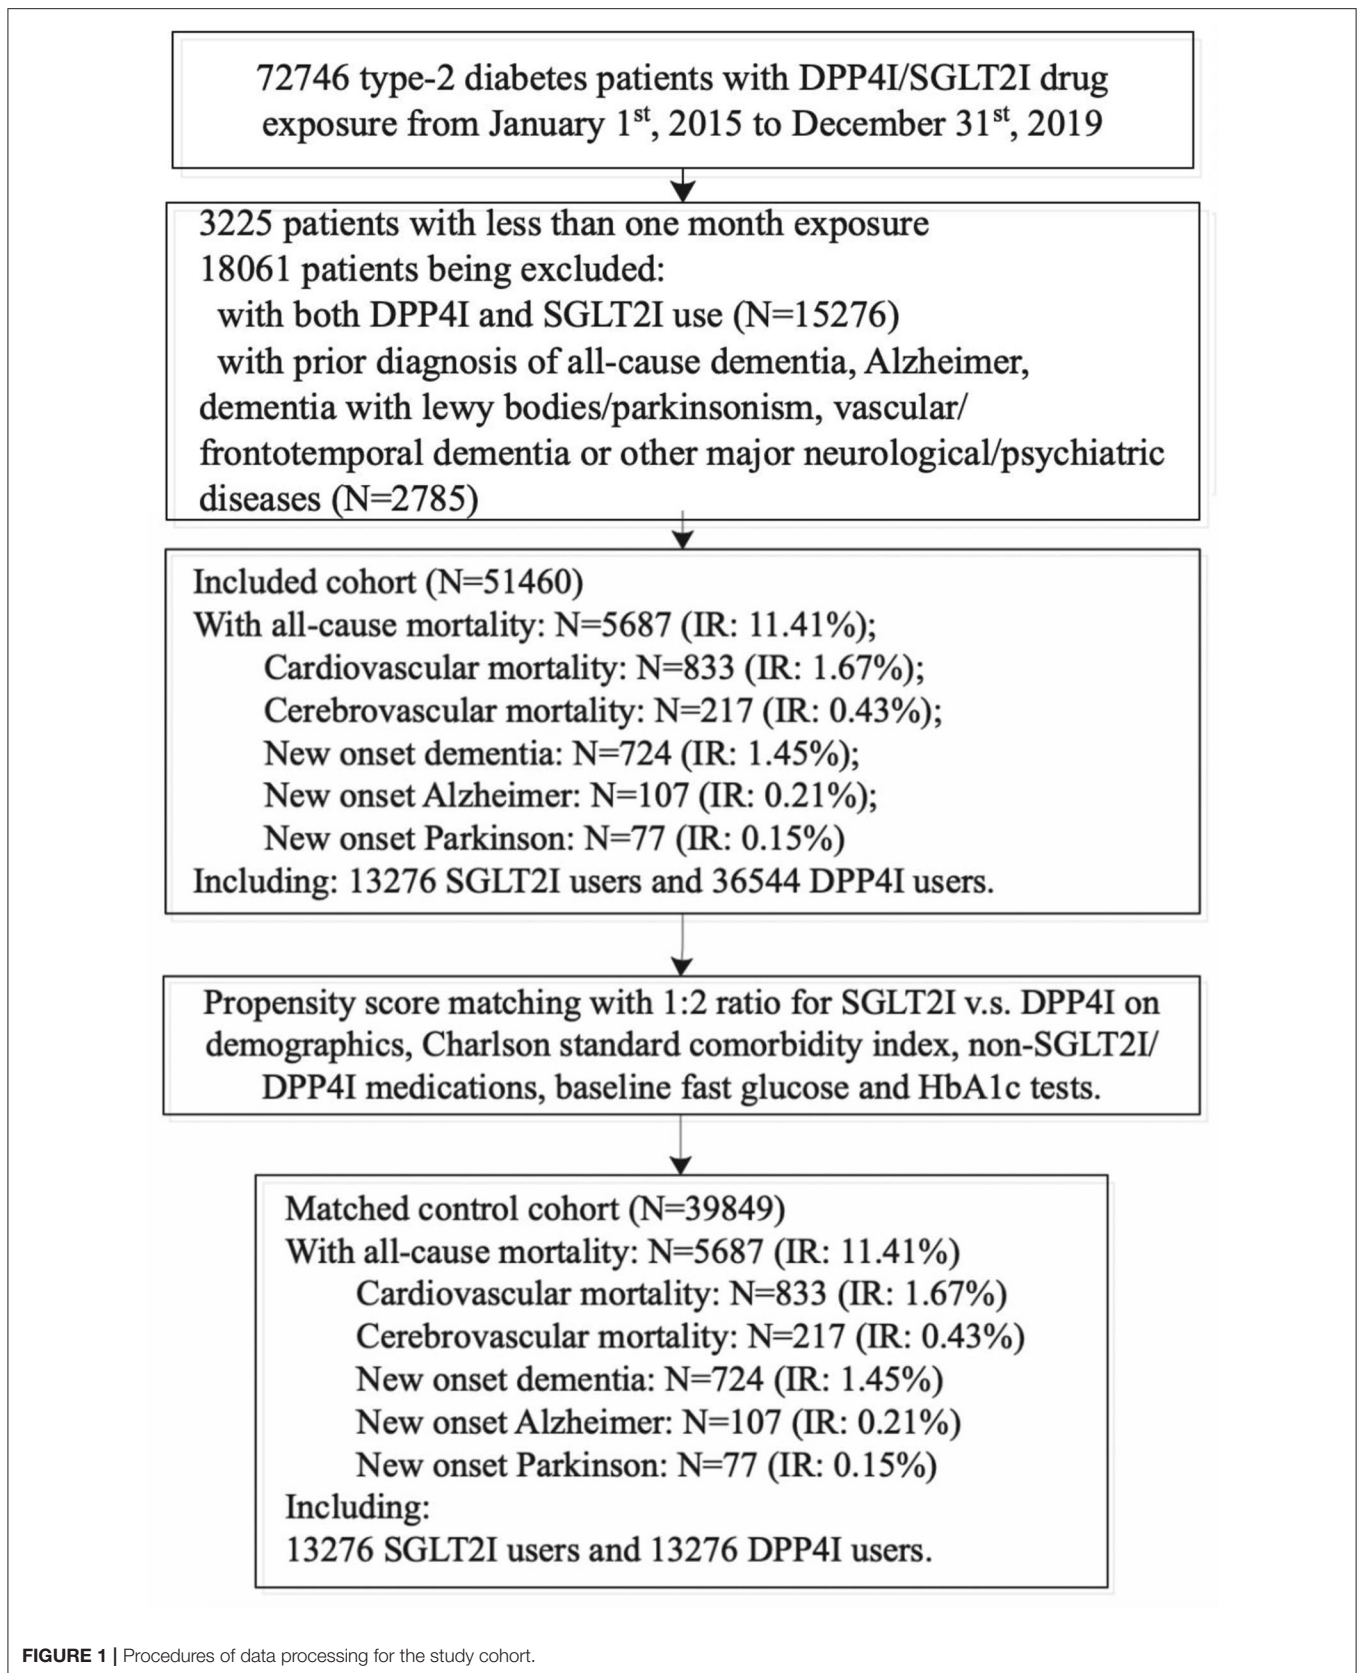 72746 type-2 diabetes patients with DPP4I/SGLT2I drug
exposure from January 1st, 2015 to December 31st, 2019
3225 patients with less than one month exposure
18061 patients being excluded:
with both DPP4I and SGLT2I use (N=15276)
with prior diagnosis of all-cause dementia, Alzheimer,
dementia with lewy bodies/parkinsonism, vascular/
frontotemporal dementia or other major neurological/psychiatric
diseases (N=2785)
Included cohort (N=51460)
With all-cause mortality: N=5687 (IR: 11.41%);
Cardiovascular mortality: N=833 (IR: 1.67%);
Cerebrovascular mortality: N=217 (IR: 0.43%);
New onset dementia: N=724 (IR: 1.45%);
New onset Alzheimer: N=107 (IR: 0.21%);
New onset Parkinson: N=77 (IR: 0.15%)
Including: 13276 SGLT2I users and 36544 DPP4I users.
Propensity score matching with 1:2 ratio for SGLT2I v.s. DPP4I on
demographics, Charlson standard comorbidity index, non-SGLT2I/
DPP4I medications, baseline fast glucose and HbA1c tests.
Matched control cohort (N=39849)
With all-cause mortality: N=5687 (IR: 11.41%)
Cardiovascular mortality: N=833 (IR: 1.67%)
Cerebrovascular mortality: N=217 (IR: 0.43%)
New onset dementia: N=724 (IR: 1.45%)
New onset Alzheimer: N=107 (IR: 0.21%)
New onset Parkinson: N=77 (IR: 0.15%)
Including:
13276 SGLT2I users and 13276 DPP4I users.
FIGURE 1 | Procedures of data processing for the study cohort.